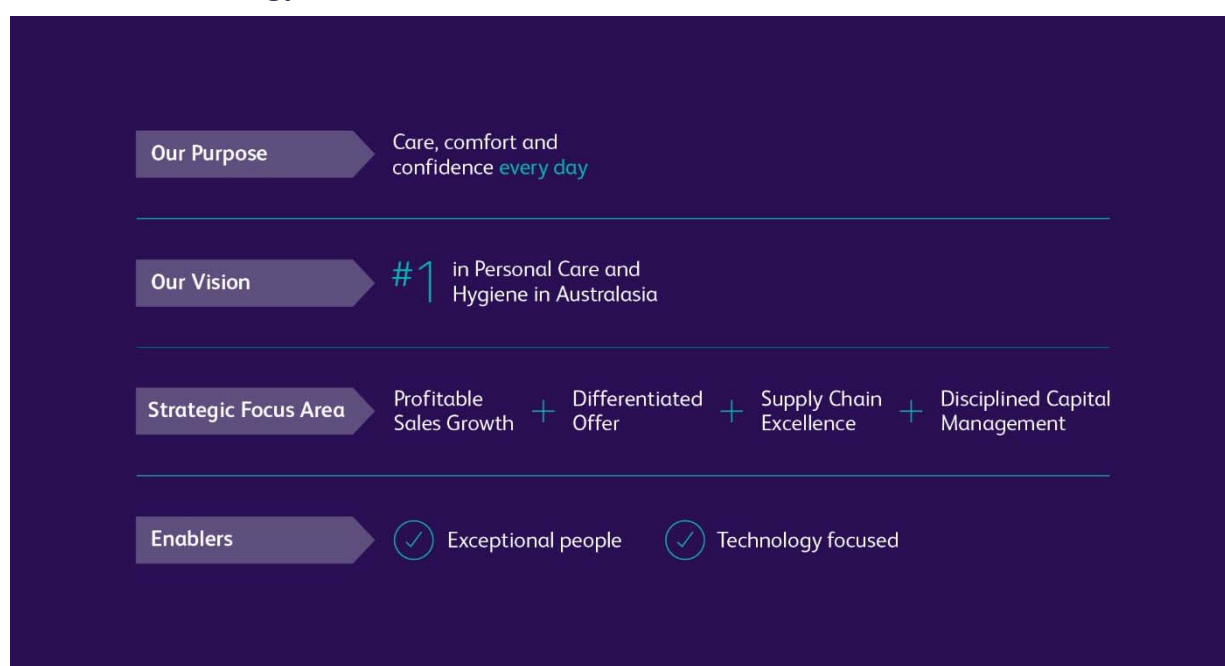 Our Purpose
Care, comfort and
confidence every day
Our Vision
#1
in Personal Care and
Hygiene in Australasia
Strategic Focus Area
Profitable
Sales Growth
+
Differentiated
Offer
+
Supply Chain
Excellence
+
Disciplined Capital
Management
Enablers
Exceptional people
Technology focused